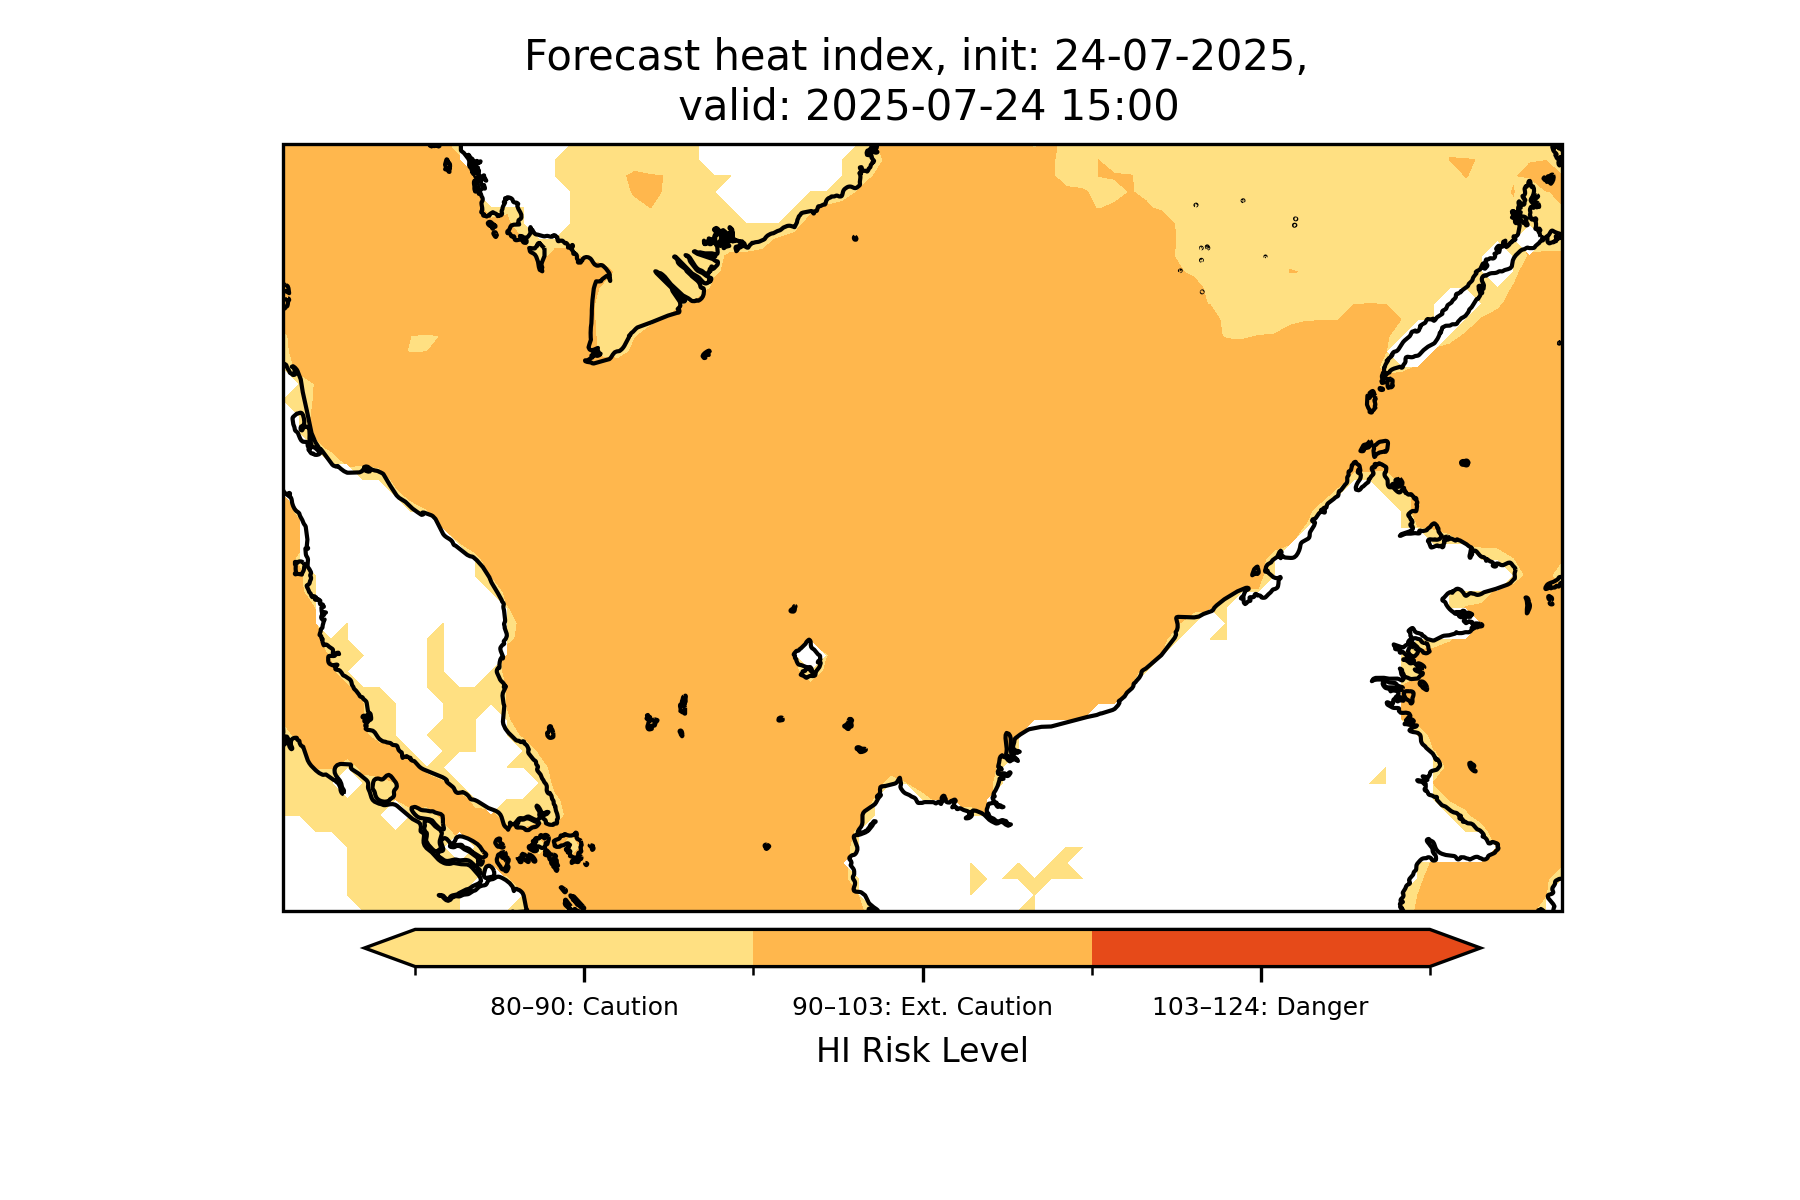 Forecast heat index, init: 24-07-2025,
valid: 2025-07-24 15:00
80–90: Caution
90–103: Ext. Caution
103–124: Danger
HI Risk Level